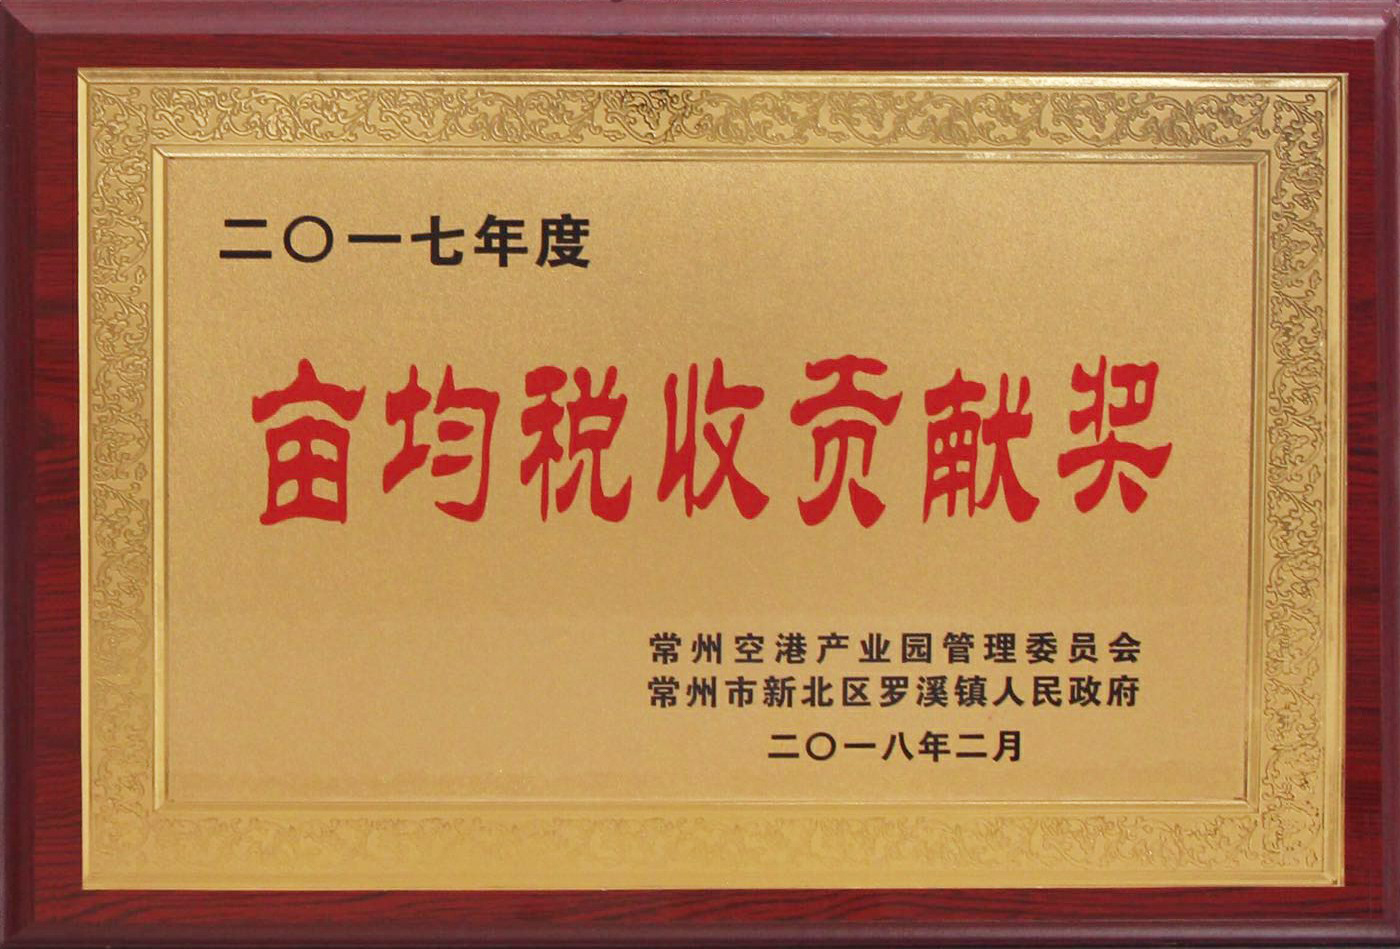 二〇一七年度
亩均税收贡献奖
常州空港产业园管理委员会
常州市新北区罗溪镇人民政府
二〇一八年二月